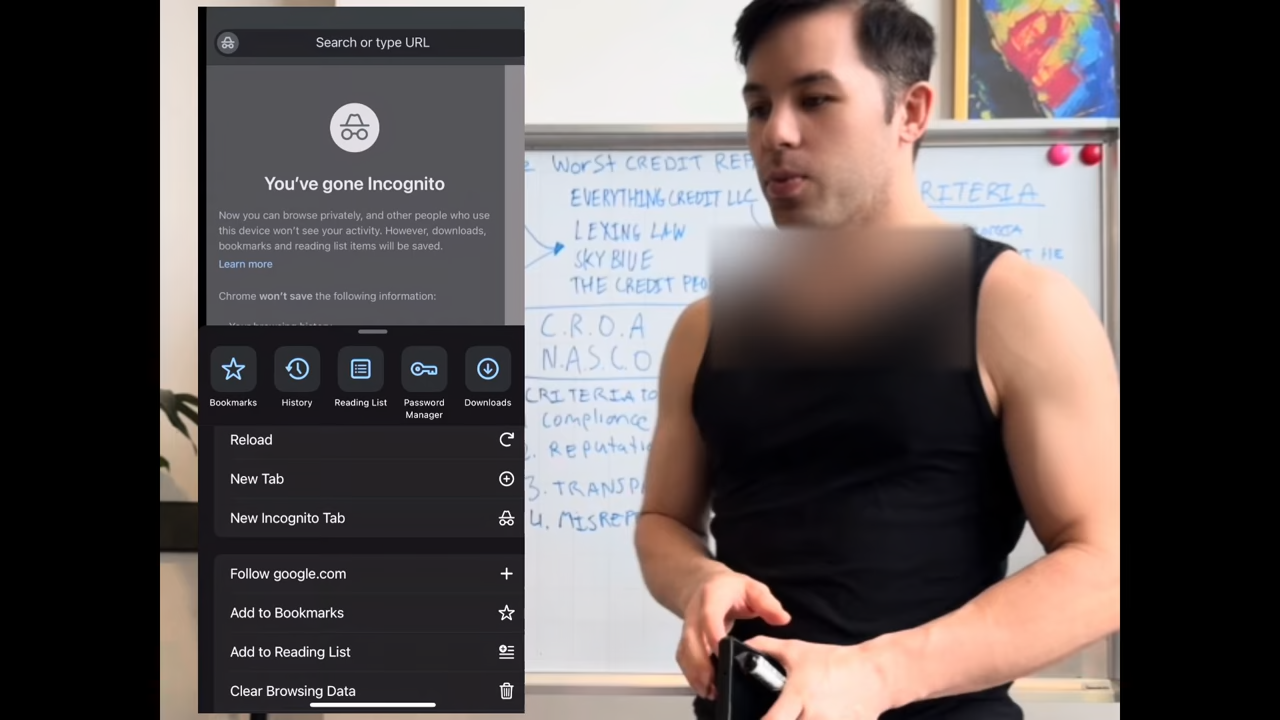 Search or type URL
You've gone Incognito
Now you can browse privately, and other people who use
this device won't see your activity. However, downloads,
bookmarks and reading list items will be saved.
Learn more
Chrome won't save the following information:
Your browsing history
Bookmarks
History
Reading List
Password
Manager
Downloads
Reload
New Tab
New Incognito Tab
Follow google.com
Add to Bookmarks
Add to Reading List
Clear Browsing Data
WORST CREDIT REP
EVERYTHING CREDIT LLC
LEXING LAW
SKY BLUE
THE CREDIT PEO
C.R.O.A
N.A.S.C.O
CRITERIA TO
Compliance
2. Reputati
3. TRANSP
4. MISREP
RITERIA